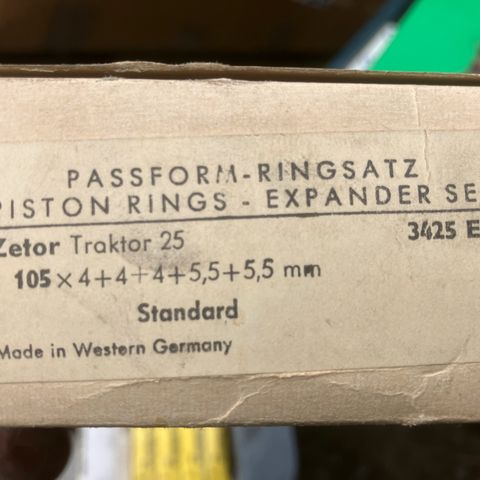 PASSFORM-RINGSATZ
PISTON RINGS - EXPANDER SE
Zetor Traktor 25 3425 E
105 × 4+4+4+5,5+5,5 mm
Standard
Made in Western Germany